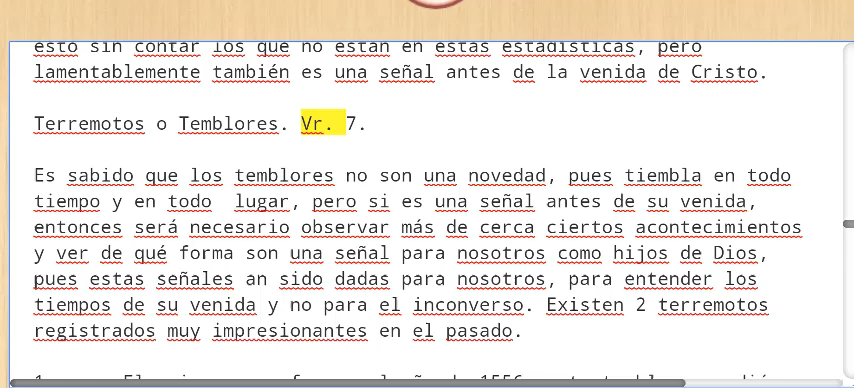 esto sin contar los que no están en estas estadísticas, pero
lamentablemente también es una señal antes de la venida de Cristo.
Terremotos o Temblores. Vr. 7.
Es sabido que los temblores no son una novedad, pues tiembla en todo
tiempo y en todo  lugar, pero si es una señal antes de su venida,
entonces será necesario observar más de cerca ciertos acontecimientos
y ver de qué forma son una señal para nosotros como hijos de Dios,
pues estas señales an sido dadas para nosotros, para entender los
tiempos de su venida y no para el inconverso. Existen 2 terremotos
registrados muy impresionantes en el pasado.